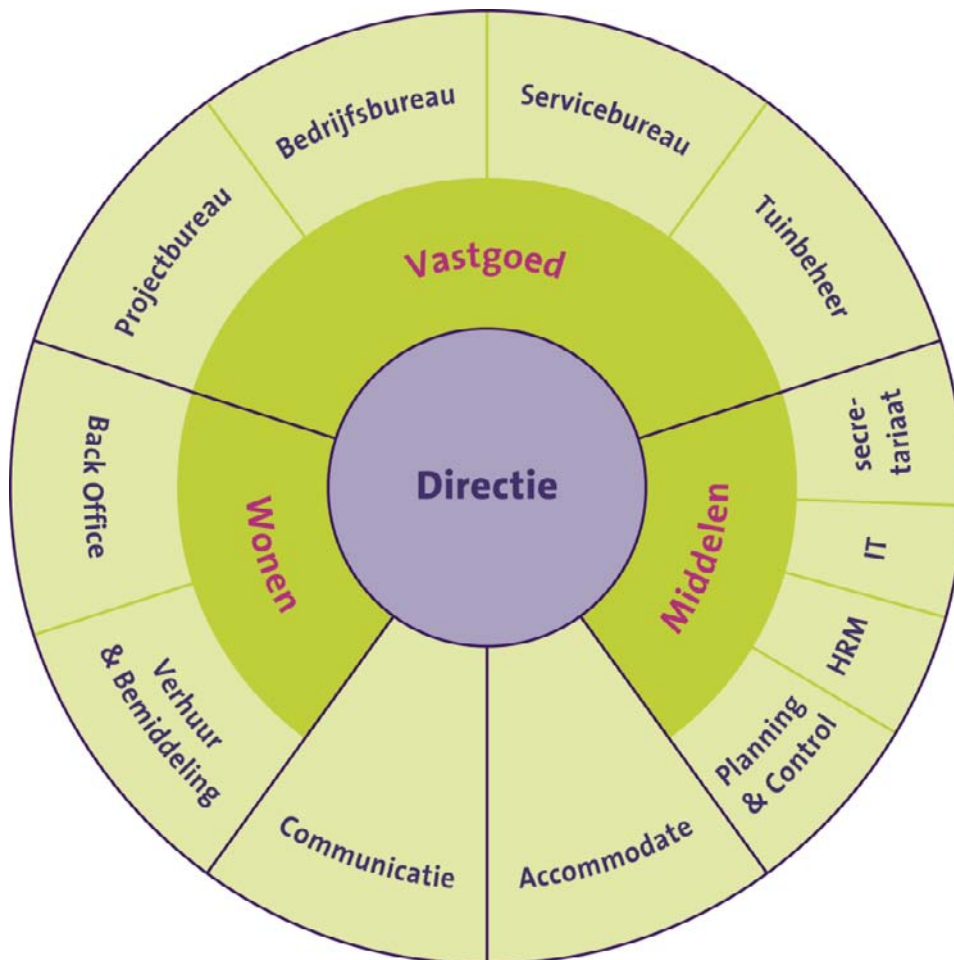 Bedrijfsbureau
Servicebureau
Projectbureau
Tuinbeheer
Vastgoed
secre-
tariaat
Back Office
Directie
Wonen
Middelen
IT
HRM
Verhuur
& Bemiddeling
Planning
& Control
Communicatie
Accommodate